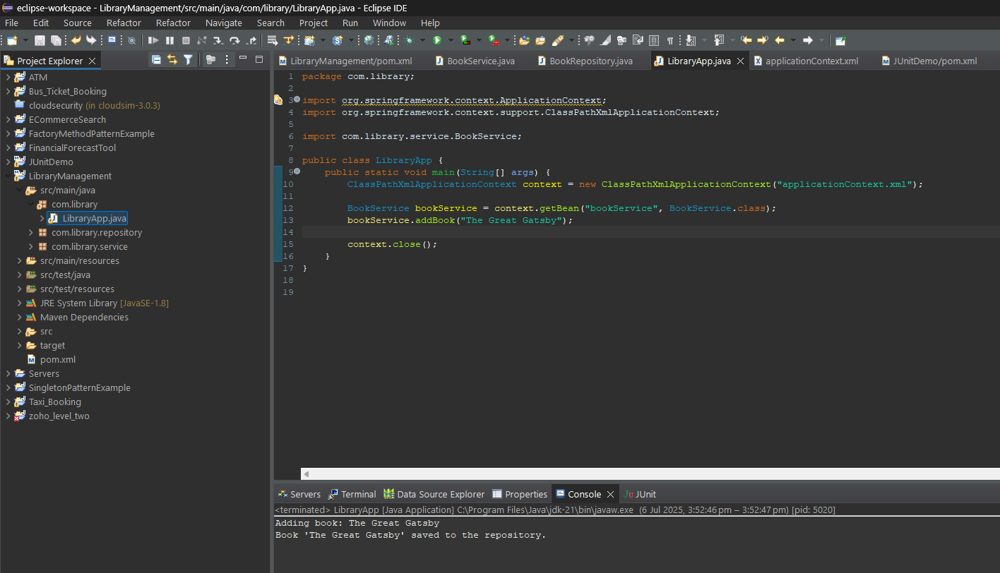 eclipse-workspace - LibraryManagement/src/main/java/com/library/LibraryApp.java - Eclipse IDE
File Edit Source Refactor Refactor Navigate Search Project Run Window Help
Project Explorer
ATM
Bus_Ticket_Booking
cloudsecurity (in cloudsim-3.0.3)
ECommerceSearch
FactoryMethodPatternExample
FinancialForecastTool
JUnitDemo
LibraryManagement
src/main/java
com.library
LibraryApp.java
com.library.repository
com.library.service
src/main/resources
src/test/java
src/test/resources
JRE System Library [JavaSE-1.8]
Maven Dependencies
src
target
pom.xml
Servers
SingletonPatternExample
Taxi_Booking
zoho_level_two
LibraryManagement/pom.xml BookService.java BookRepository.java LibraryApp.java applicationContext.xml JUnitDemo/pom.xml
1 package com.library;
2
3 import org.springframework.context.ApplicationContext;
4 import org.springframework.context.support.ClassPathXmlApplicationContext;
5
6 import com.library.service.BookService;
7
8 public class LibraryApp {
9     public static void main(String[] args) {
10         ClassPathXmlApplicationContext context = new ClassPathXmlApplicationContext("applicationContext.xml");
11
12         BookService bookService = context.getBean("bookService", BookService.class);
13         bookService.addBook("The Great Gatsby");
14
15         context.close();
16     }
17 }
18
19
Servers Terminal Data Source Explorer Properties Console JUnit
<terminated> LibraryApp [Java Application] C:\Program Files\Java\jdk-21\bin\javaw.exe (6 Jul 2025, 3:52:46 pm – 3:52:47 pm) [pid: 5020]
Adding book: The Great Gatsby
Book 'The Great Gatsby' saved to the repository.